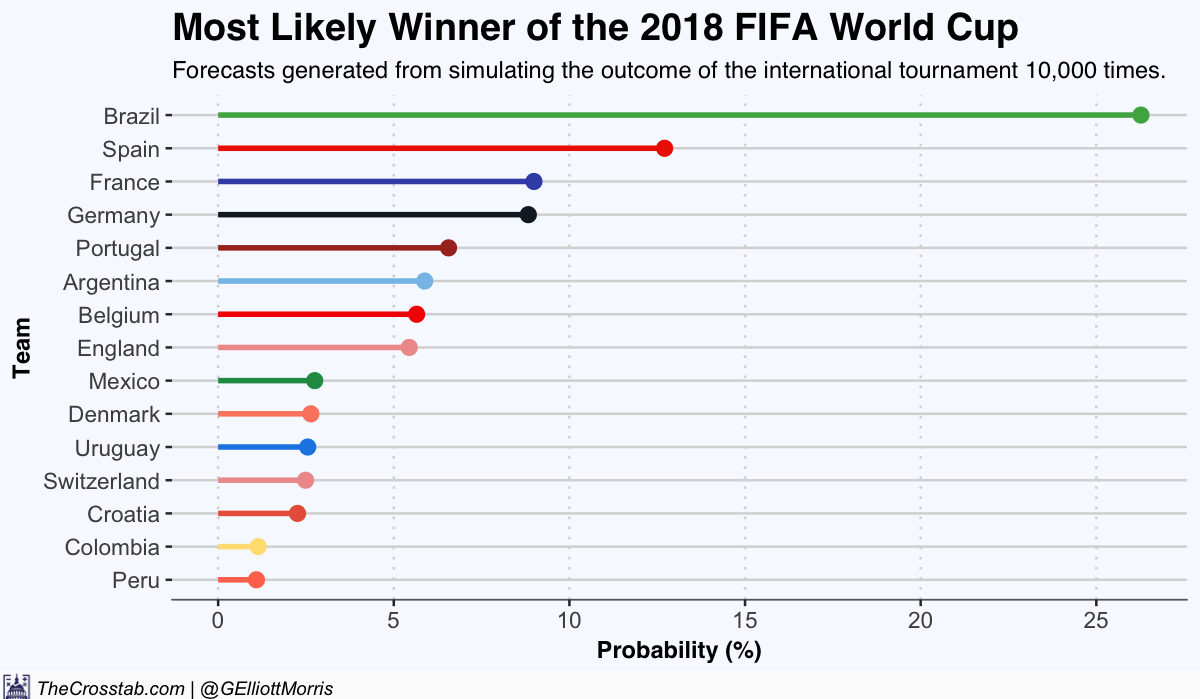 Most Likely Winner of the 2018 FIFA World Cup
Forecasts generated from simulating the outcome of the international tournament 10,000 times.
Team
Brazil
Spain
France
Germany
Portugal
Argentina
Belgium
England
Mexico
Denmark
Uruguay
Switzerland
Croatia
Colombia
Peru
0 5 10 15 20 25
Probability (%)
TheCrosstab.com | @GElliottMorris